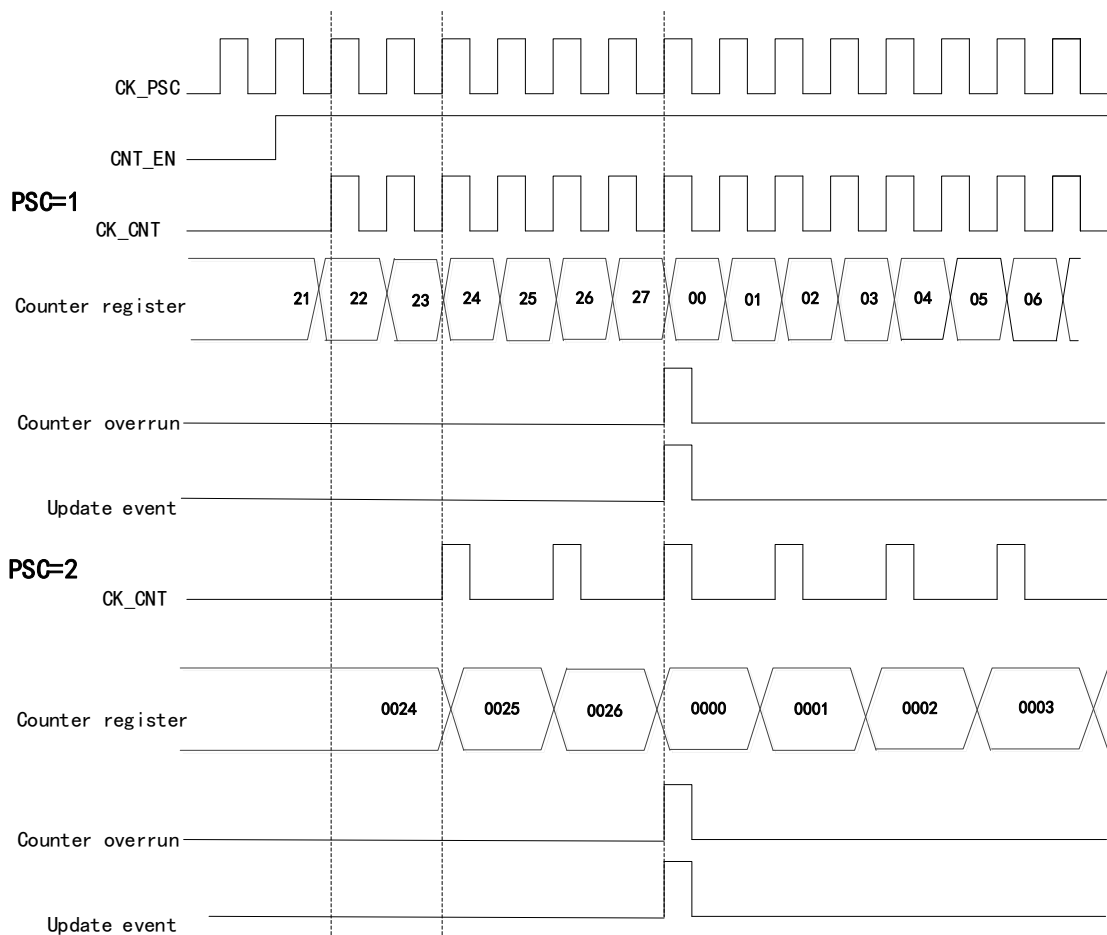 CK_PSC
CNT_EN
PSC=1
CK_CNT
Counter register 21 22 23 24 25 26 27 00 01 02 03 04 05 06
Counter overrun
Update event
PSC=2
CK_CNT
Counter register 0024 0025 0026 0000 0001 0002 0003
Counter overrun
Update event